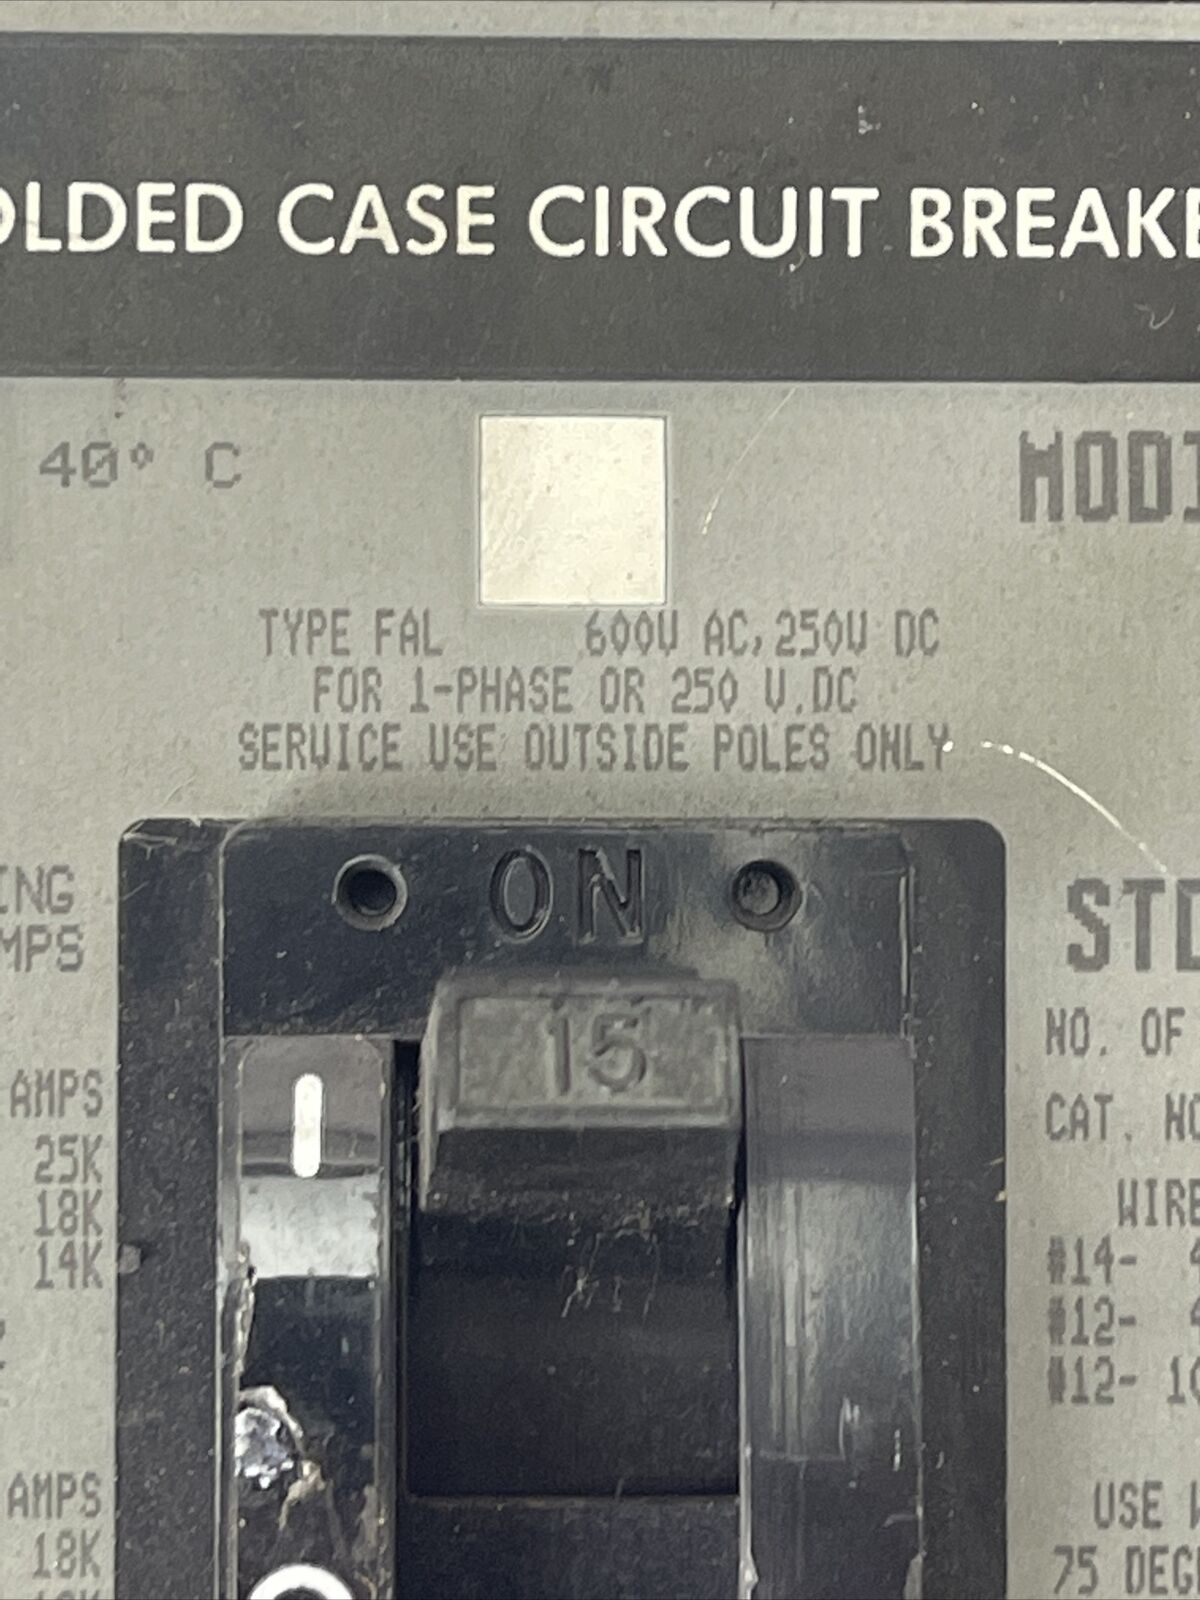 OLDED CASE CIRCUIT BREAKE
40° C
MODI
TYPE FAL 600V AC, 250V DC
FOR 1-PHASE OR 250 V.DC
SERVICE USE OUTSIDE POLES ONLY
ON
15
ING
MPS
AMPS
25K
18K
14K
AMPS
18K
STD
NO. OF
CAT. NO
WIRE
#14- 4
#12-
#12- 10
USE W
75 DEG